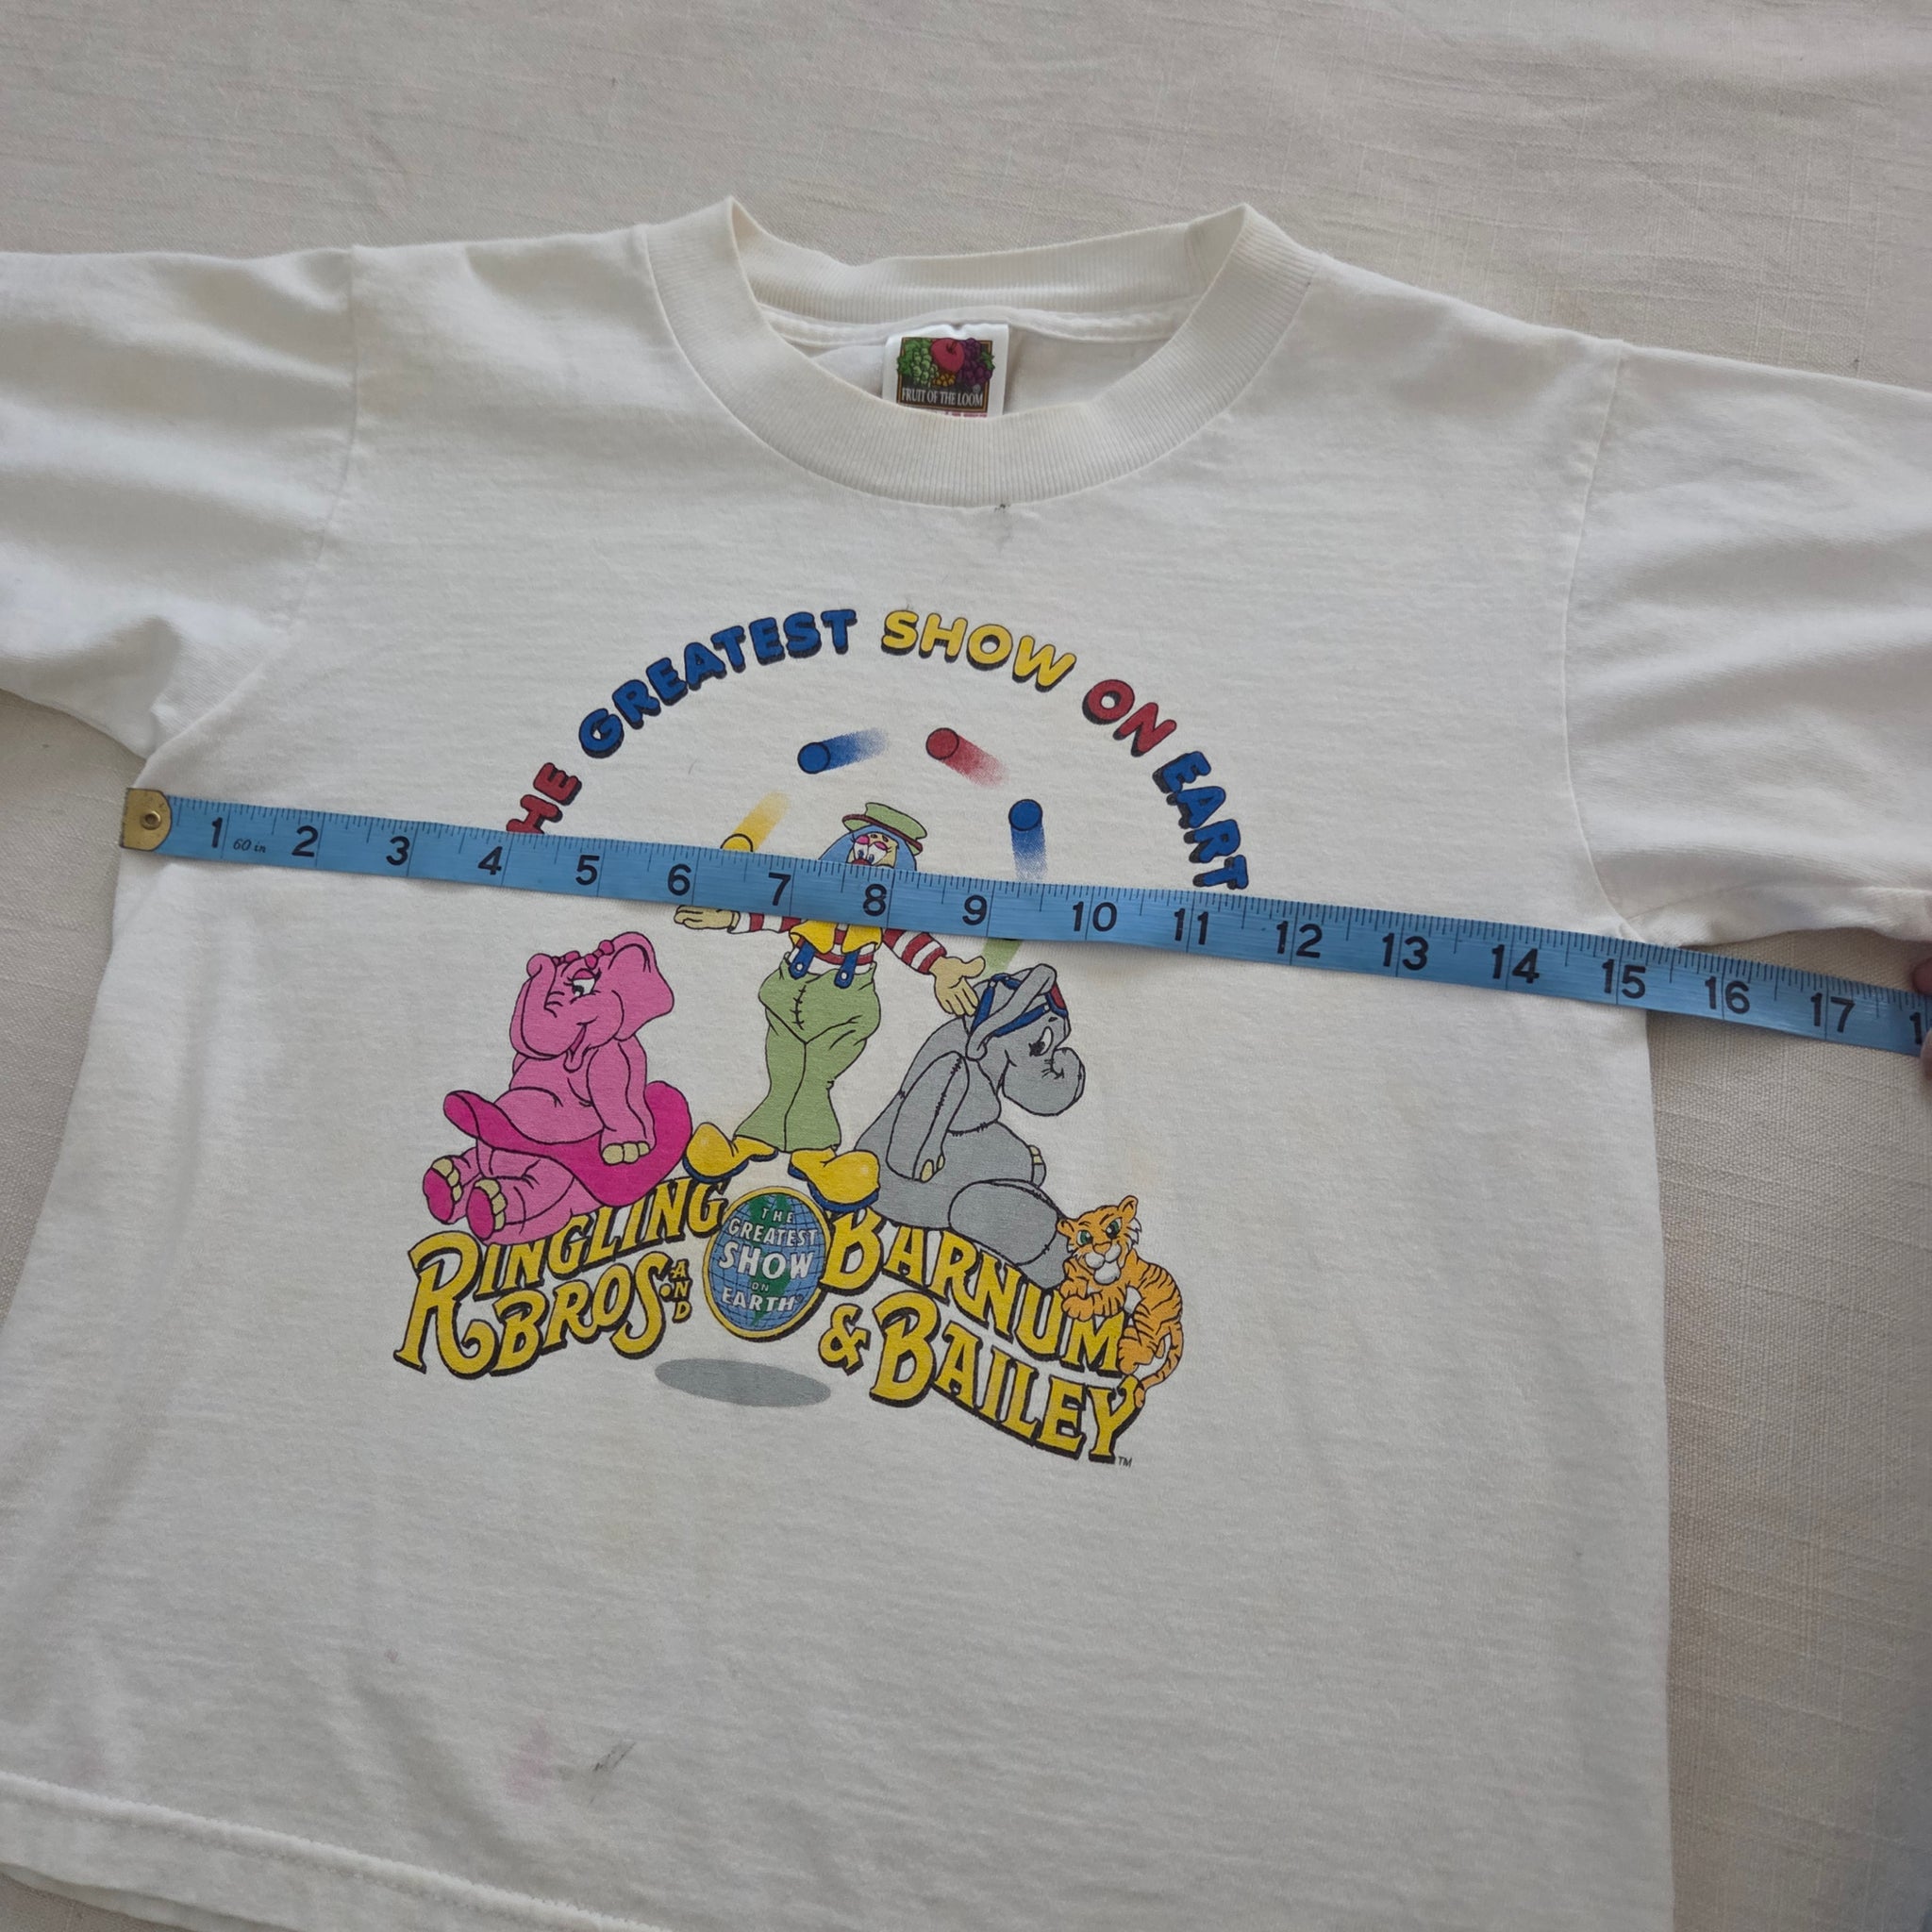 FRUIT OF THE LOOM
HE GREATEST SHOW ON EART
1 60 in 2 3 4 5 6 7 8 9 10 11 12 13 14 15 16 17 1
RINGLING
BROS. AND
THE
GREATEST
SHOW
ON
EARTH
BARNUM
& BAILEY
TM